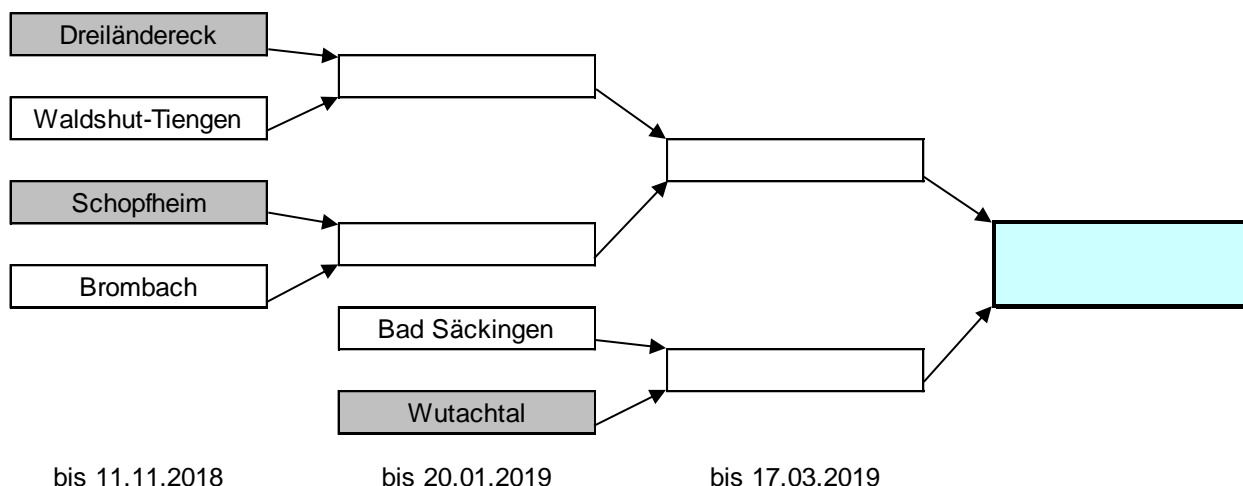 Dreiländereck
Waldshut-Tiengen
Schopfheim
Brombach
Bad Säckingen
Wutachtal
bis 11.11.2018
bis 20.01.2019
bis 17.03.2019